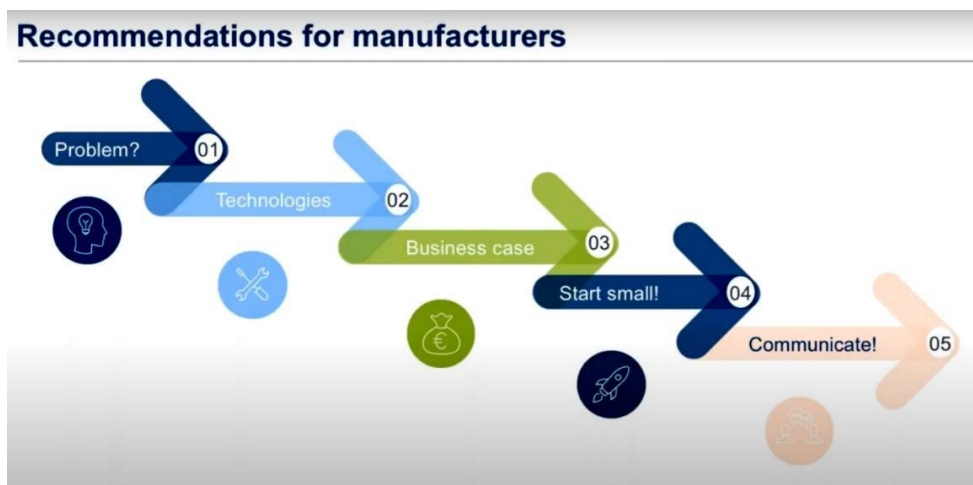 Recommendations for manufacturers
Problem?
01
Technologies
02
Business case
03
Start small!
04
Communicate!
05
€